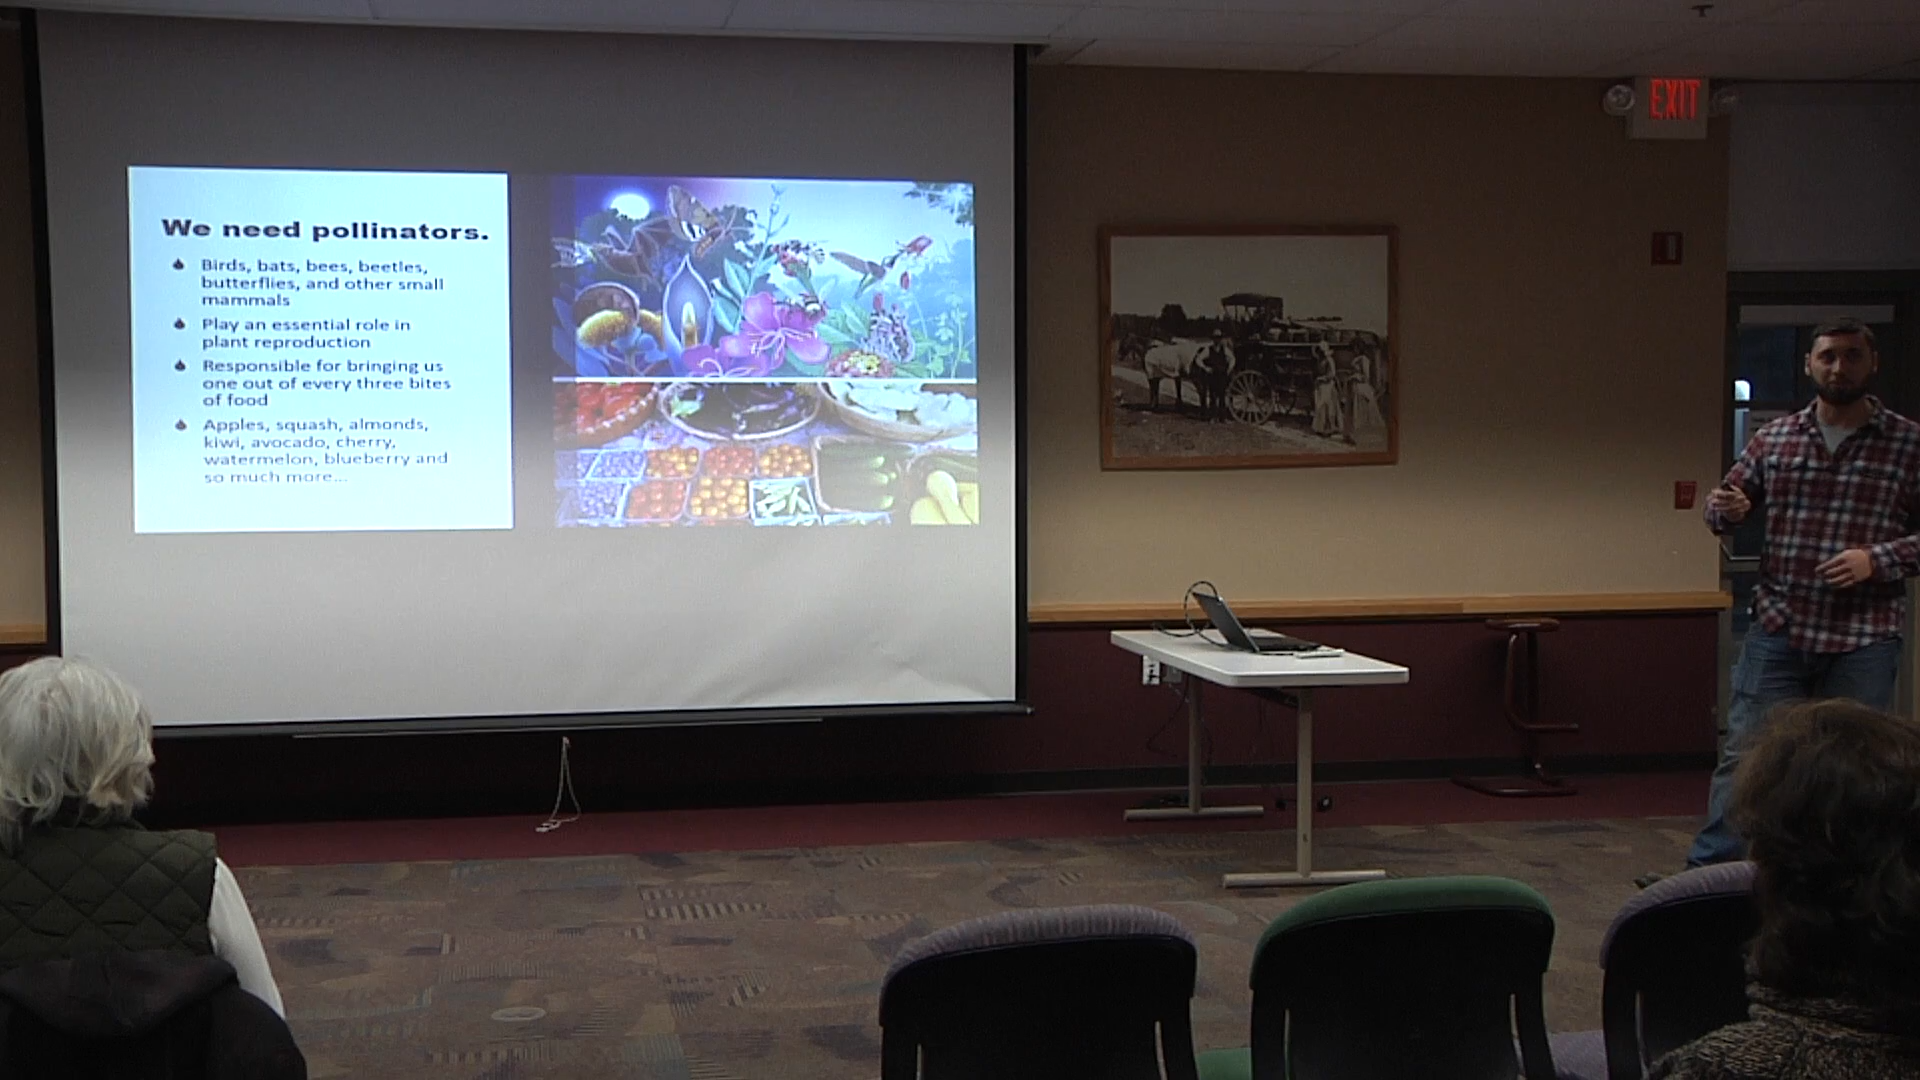 We need pollinators.
Birds, bats, bees, beetles,
butterflies, and other small
mammals
Play an essential role in
plant reproduction
Responsible for bringing us
one out of every three bites
of food
Apples, squash, almonds,
kiwi, avocado, cherry,
watermelon, blueberry and
so much more...
EXIT